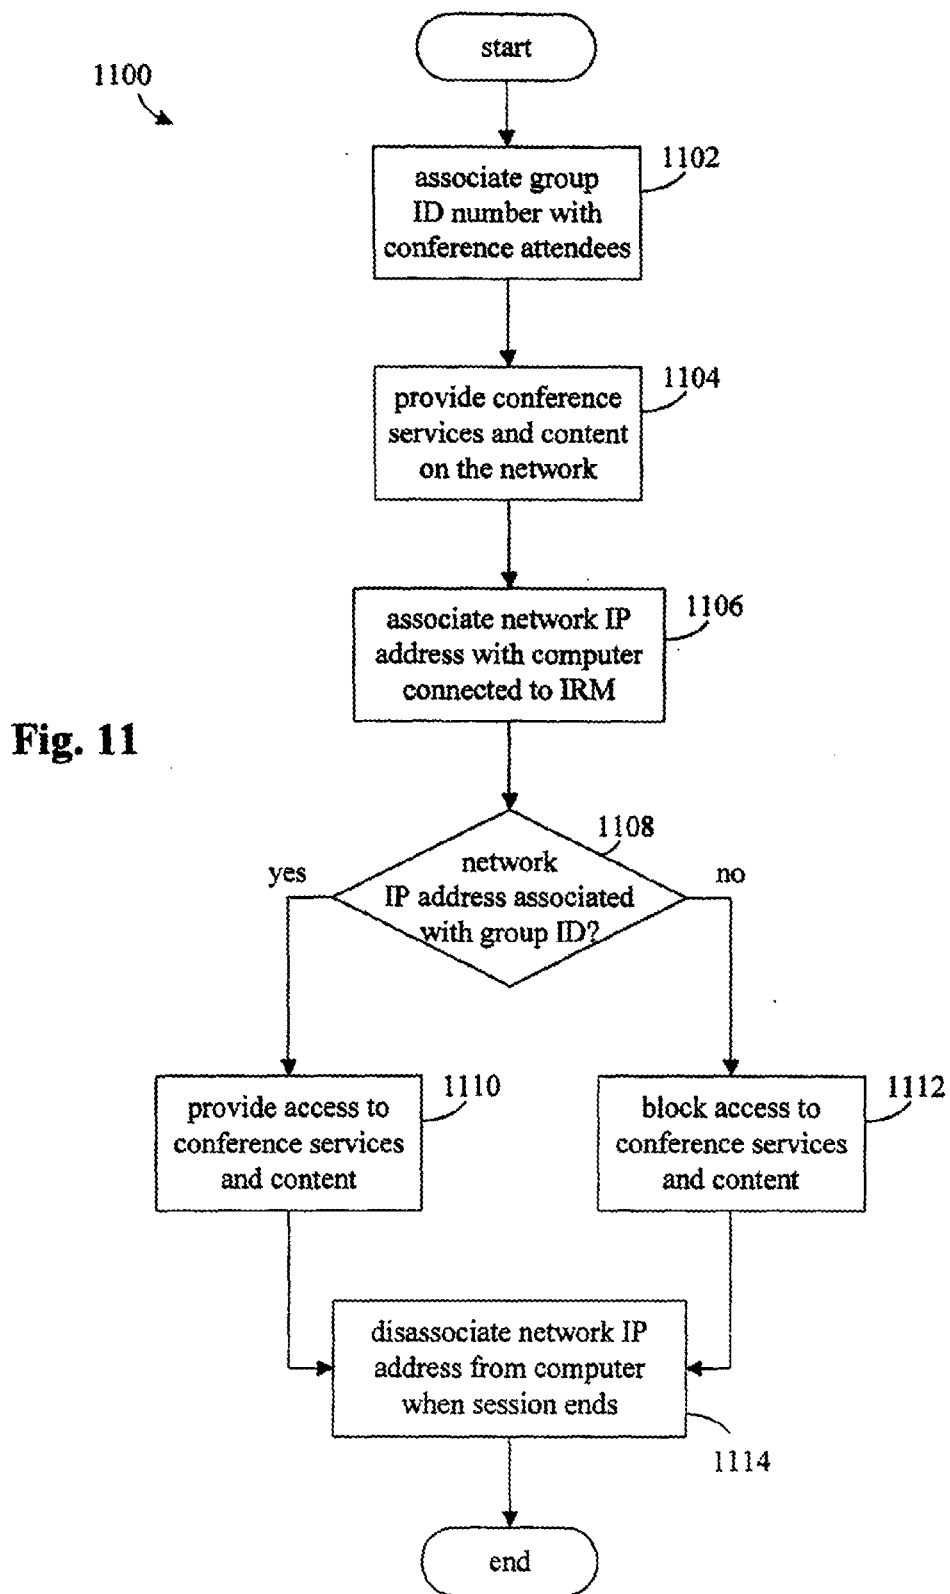 start
1100
1102
associate group
ID number with
conference attendees
1104
provide conference
services and content
on the network
1106
associate network IP
address with computer
connected to IRM
Fig. 11
1108
network
IP address associated
with group ID?
yes
no
1110
provide access to
conference services
and content
1112
block access to
conference services
and content
disassociate network IP
address from computer
when session ends
1114
end